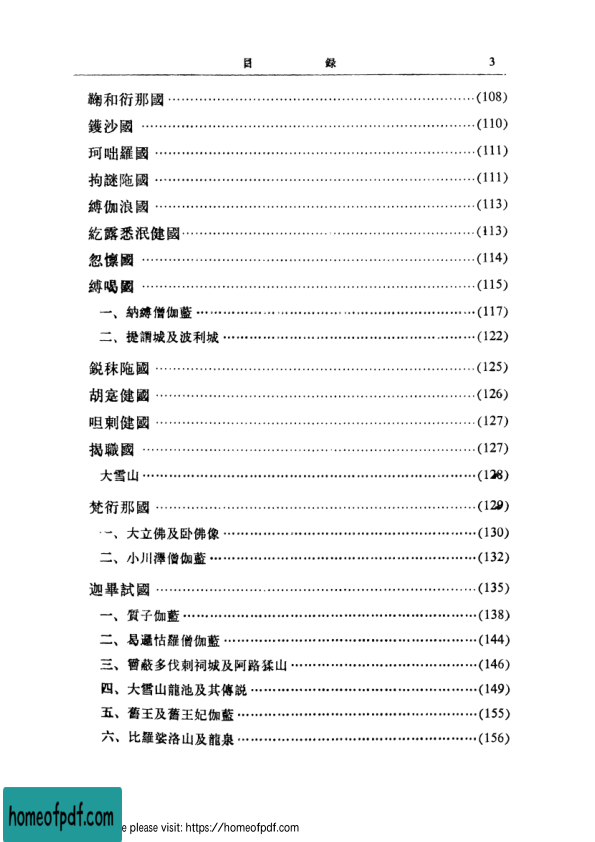 目 録 3
鞠和衍那國 ……(108)
鑊沙國 ……(110)
珂咄羅國 ……(111)
拘謎陁國 ……(111)
縛伽浪國 ……(113)
紇露悉泯健國 ……(113)
忽懍國 ……(114)
縛喝國 ……(115)
一、納縛僧伽藍 ……(117)
二、提謂城及波利城 ……(122)
鋭秣陁國 ……(125)
胡寔健國 ……(126)
呾剌健國 ……(127)
揭職國 ……(127)
大雪山 ……(128)
梵衍那國 ……(129)
一、大立佛及卧佛像 ……(130)
二、小川澤僧伽藍 ……(132)
迦畢試國 ……(135)
一、質子伽藍 ……(138)
二、曷邏怙羅僧伽藍 ……(144)
三、霫蔽多伐剌祠城及阿路猱山 ……(146)
四、大雪山龍池及其傳説 ……(149)
五、舊王及舊王妃伽藍 ……(155)
六、比羅娑洛山及龍泉 ……(156)
homeofpdf.com
e please visit: https://homeofpdf.com